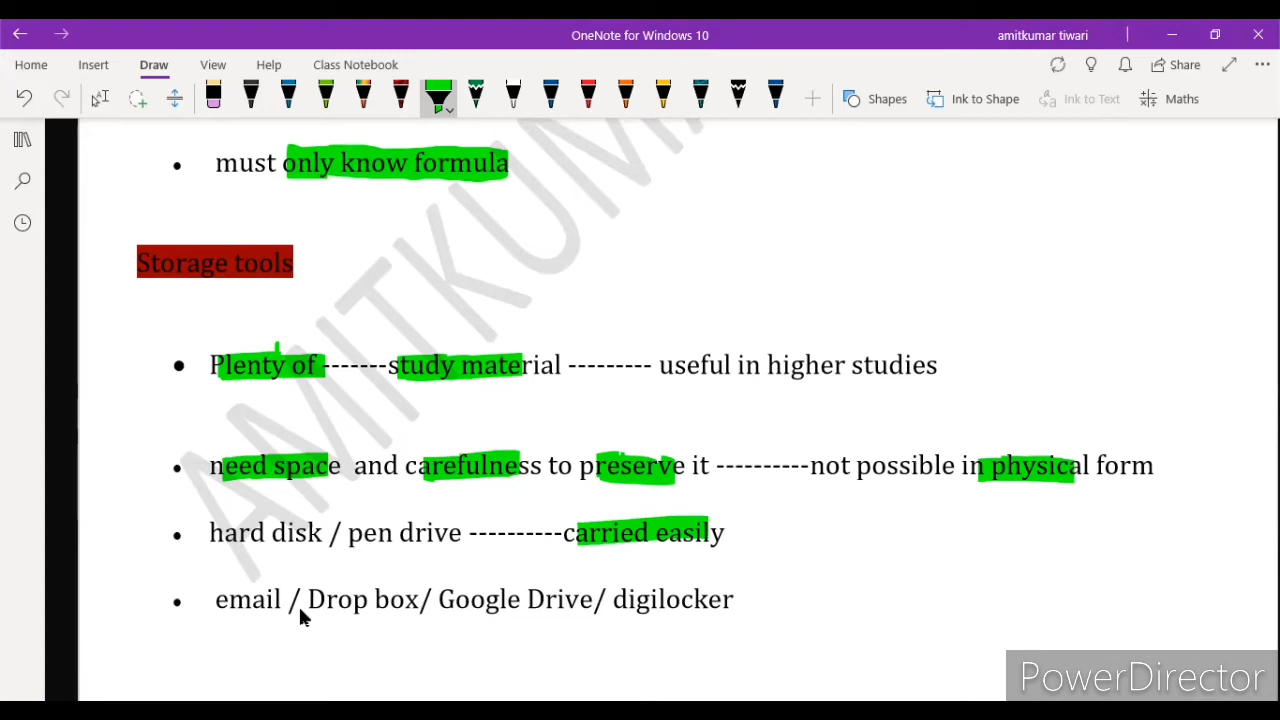 OneNote for Windows 10
amitkumar tiwari
Home Insert Draw View Help Class Notebook
Share
Shapes Ink to Shape Ink to Text Maths
• must only know formula
Storage tools
• Plenty of -------study material --------- useful in higher studies
• need space and carefulness to preserve it ----------not possible in physical form
• hard disk / pen drive ----------carried easily
• email / Drop box/ Google Drive/ digilocker
AMITKUM
PowerDirector